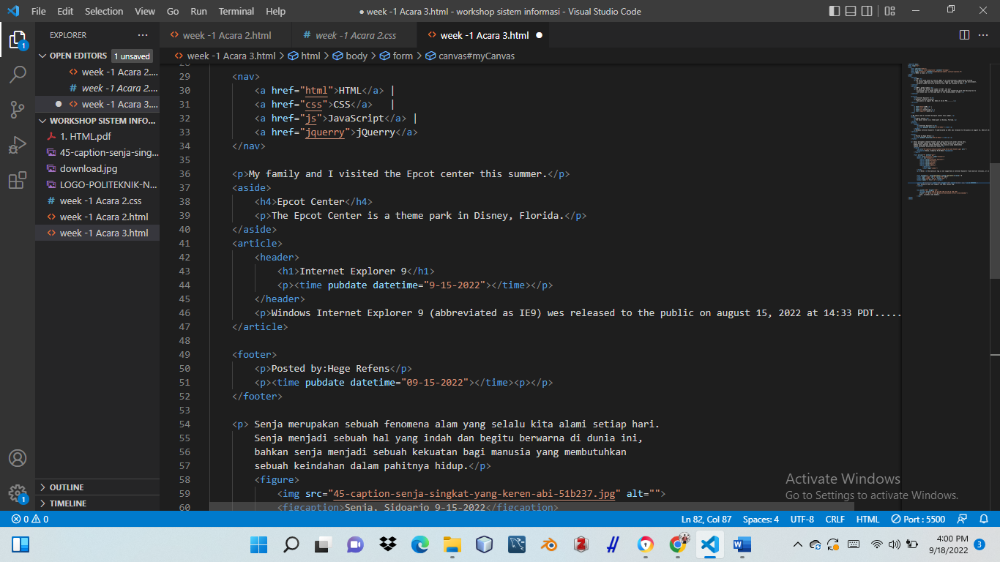 File Edit Selection View Go Run Terminal Help
● week -1 Acara 3.html - workshop sistem informasi - Visual Studio Code
EXPLORER ···
week -1 Acara 2.html
# week -1 Acara 2.css
week -1 Acara 3.html ●
week -1 Acara 3.html > html > body > form > canvas#myCanvas
OPEN EDITORS 1 unsaved
week -1 Acara 2....
# week -1 Acara 2....
● week -1 Acara 3....
WORKSHOP SISTEM INFO...
1. HTML.pdf
45-caption-senja-sing...
download.jpg
LOGO-POLITEKNIK-N...
# week -1 Acara 2.css
week -1 Acara 2.html
week -1 Acara 3.html
OUTLINE
TIMELINE
1
1
28
29 <nav>
30 <a href="html">HTML</a> |
31 <a href="css">CSS</a> |
32 <a href="js">JavaScript</a> |
33 <a href="jquerry">jQuerry</a>
34 </nav>
35
36 <p>My family and I visited the Epcot center this summer.</p>
37 <aside>
38 <h4>Epcot Center</h4>
39 <p>The Epcot Center is a theme park in Disney, Florida.</p>
40 </aside>
41 <article>
42 <header>
43 <h1>Internet Explorer 9</h1>
44 <p><time pubdate datetime="9-15-2022"></time></p>
45 </header>
46 <p>Windows Internet Explorer 9 (abbreviated as IE9) wes released to the public on august 15, 2022 at 14:33 PDT.....
47 </article>
48
49 <footer>
50 <p>Posted by:Hege Refens</p>
51 <p><time pubdate datetime="09-15-2022"></time><p></p>
52 </footer>
53
54 <p> Senja merupakan sebuah fenomena alam yang selalu kita alami setiap hari.
55 Senja menjadi sebuah hal yang indah dan begitu berwarna di dunia ini,
56 bahkan senja menjadi sebuah kekuatan bagi manusia yang membutuhkan
57 sebuah keindahan dalam pahitnya hidup.</p>
58 <figure>
59 <img src="45-caption-senja-singkat-yang-keren-abi-51b237.jpg" alt="">
60 <figcaption>Senja, Sidoarjo 9-15-2022</figcaption>
Activate Windows
Go to Settings to activate Windows.
0 0
Ln 82, Col 87 Spaces: 4 UTF-8 CRLF HTML Port : 5500
4:00 PM
9/18/2022
3